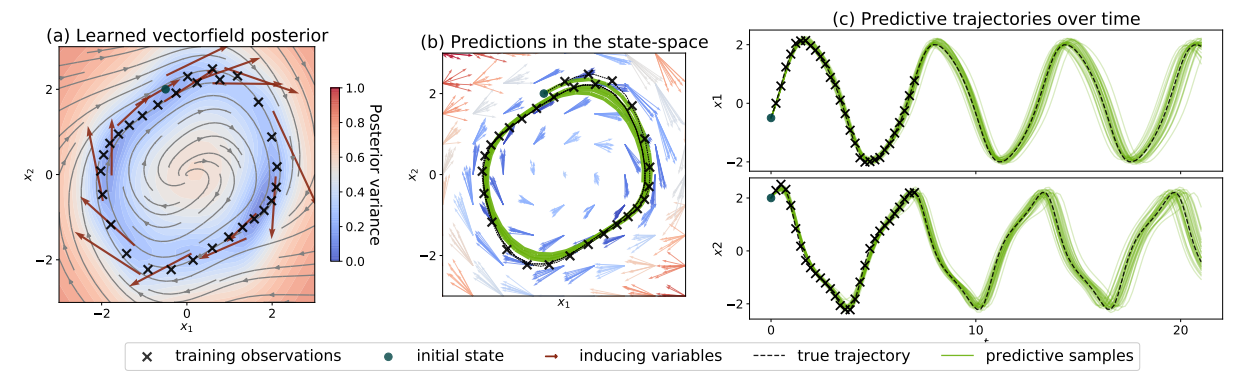 (a) Learned vectorfield posterior
2
0
−2
x₂
−2
0
2
x₁
1.0
0.8
0.6
0.4
0.2
0.0
Posterior variance
(b) Predictions in the state-space
2
0
−2
x₂
x₁
(c) Predictive trajectories over time
2
0
−2
x1
2
0
−2
x2
0
10
20
training observations
initial state
inducing variables
true trajectory
predictive samples